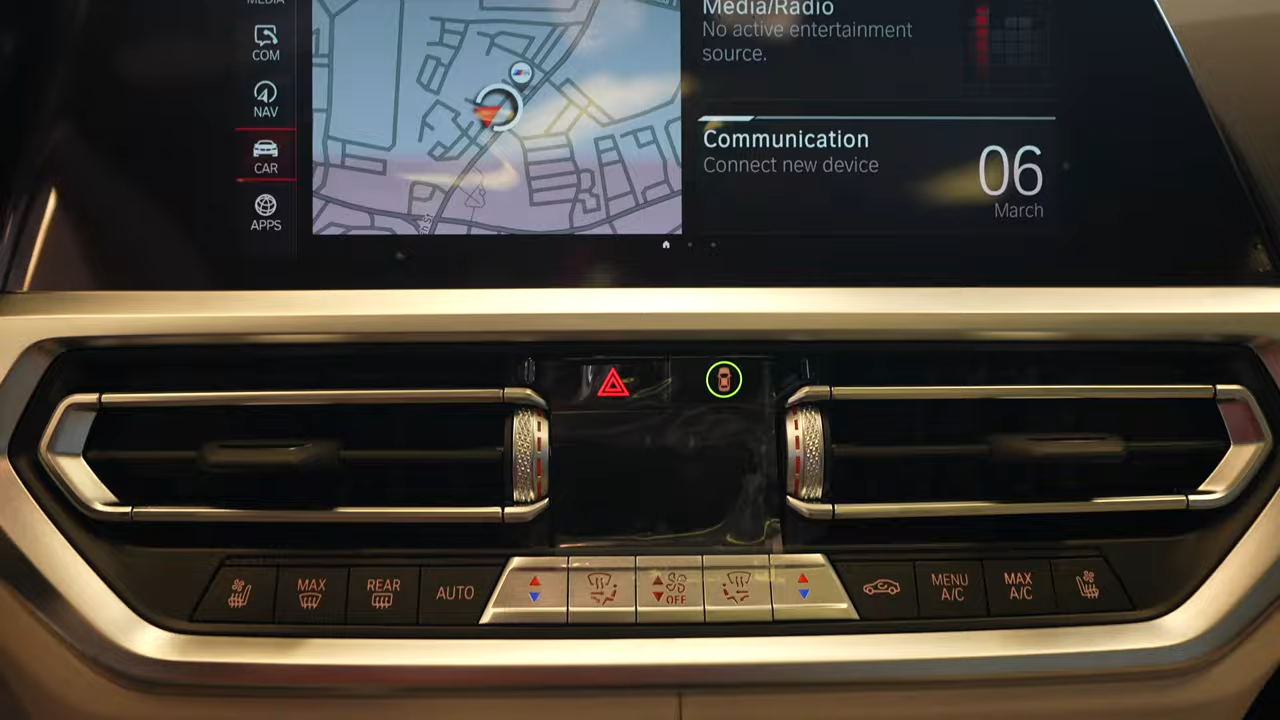 MEDIA
COM
NAV
CAR
APPS
Media/Radio
No active entertainment
source.
Communication
Connect new device
06
March
MAX
REAR
AUTO
OFF
MENU
A/C
MAX
A/C